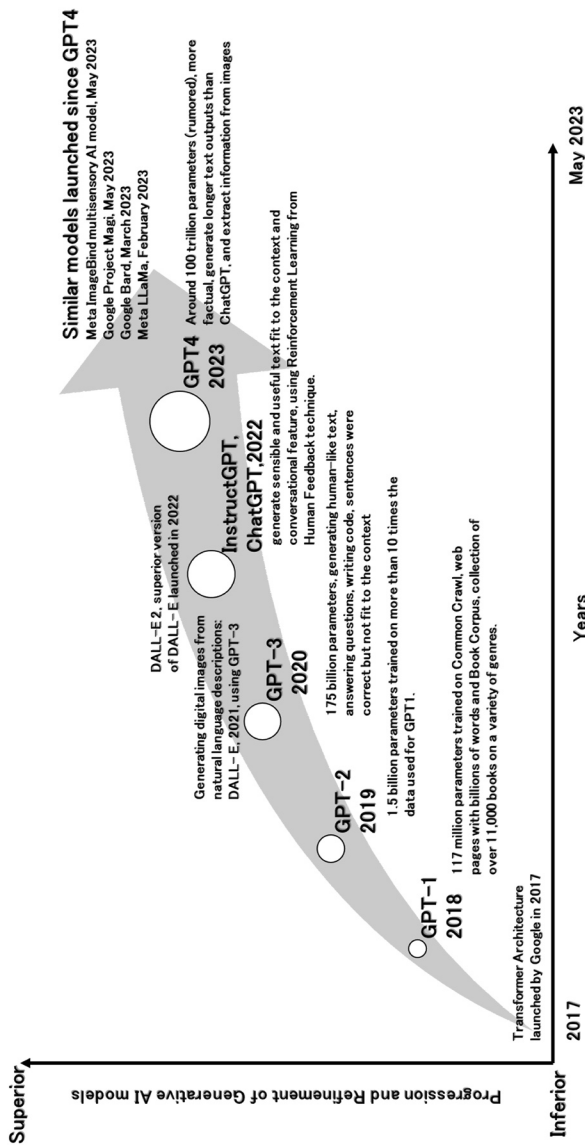 Superior
Progression and Refinement of Generative AI models
Inferior
2017
Years
May 2023
Transformer Architecture
launched by Google in 2017
GPT-1
2018
117 million parameters trained on Common Crawl, web
pages with billions of words and Book Corpus, collection of
over 11,000 books on a variety of genres.
GPT-2
2019
1.5 billion parameters trained on more than 10 times the
data used for GPT1.
GPT-3
2020
175 billion parameters, generating human-like text,
answering questions, writing code, sentences were
correct but not fit to the context
Generating digital images from
natural language descriptions:
DALL-E, 2021, using GPT-3
DALL-E 2, superior version
of DALL- E launched in 2022
InstructGPT,
ChatGPT,2022
generate sensible and useful text fit to the context and
conversational feature, using Reinforcement Learning from
Human Feedback technique.
GPT4
2023
Around 100 trillion parameters (rumored), more
factual, generate longer text outputs than
ChatGPT, and extract information from images
Similar models launched since GPT4
Meta ImageBind multisensory AI model, May 2023
Google Project Magi, May 2023
Google Bard, March 2023
Meta LLaMa, February 2023